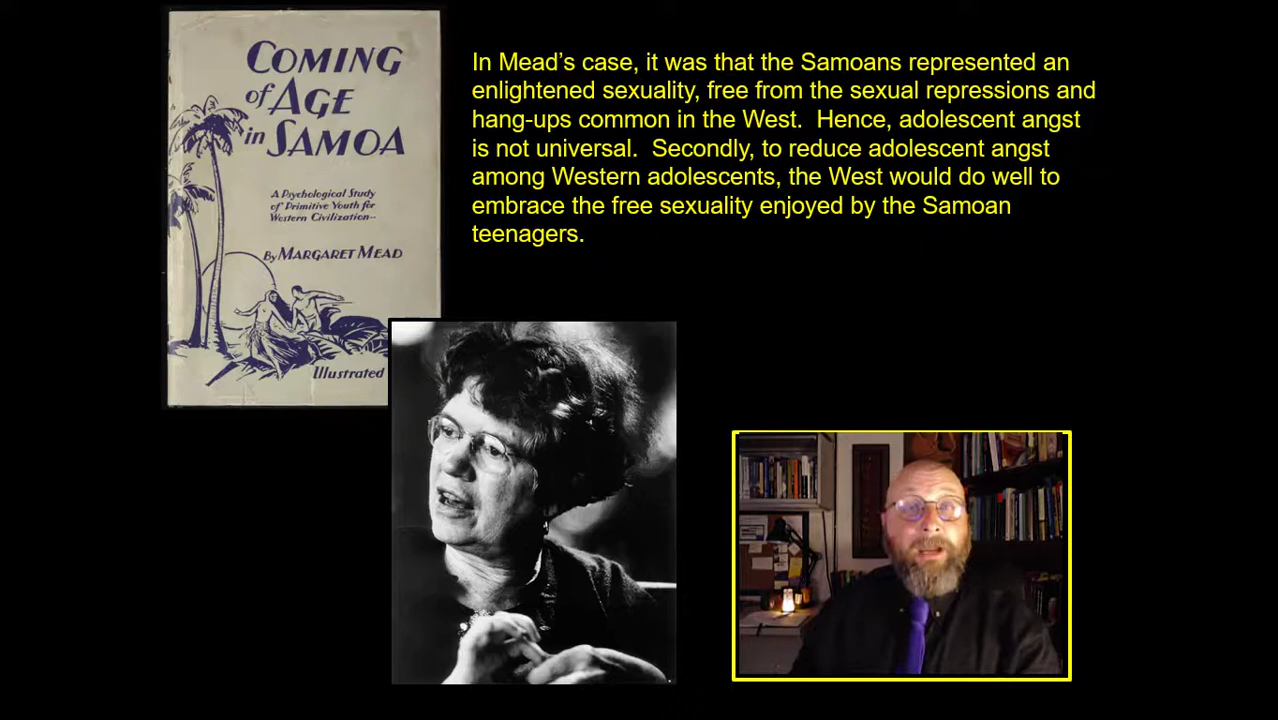 COMING
of AGE
in SAMOA
A Psychological Study
of Primitive Youth for
Western Civilization--
By MARGARET MEAD
Illustrated
In Mead's case, it was that the Samoans represented an
enlightened sexuality, free from the sexual repressions and
hang-ups common in the West.  Hence, adolescent angst
is not universal.  Secondly, to reduce adolescent angst
among Western adolescents, the West would do well to
embrace the free sexuality enjoyed by the Samoan
teenagers.